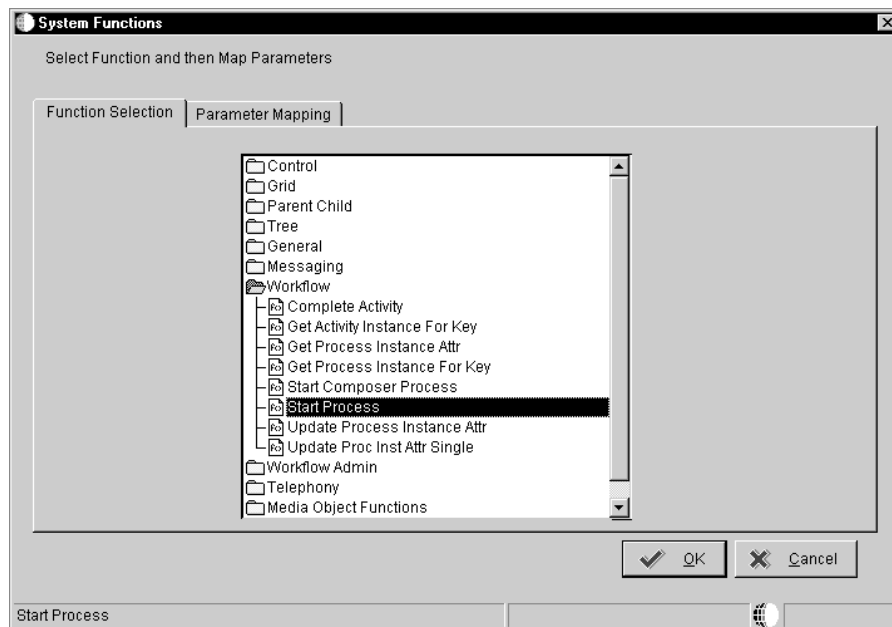 System Functions
Select Function and then Map Parameters
Function Selection Parameter Mapping
Control
Grid
Parent Child
Tree
General
Messaging
Workflow
Complete Activity
Get Activity Instance For Key
Get Process Instance Attr
Get Process Instance For Key
Start Composer Process
Start Process
Update Process Instance Attr
Update Proc Inst Attr Single
Workflow Admin
Telephony
Media Object Functions
OK Cancel
Start Process